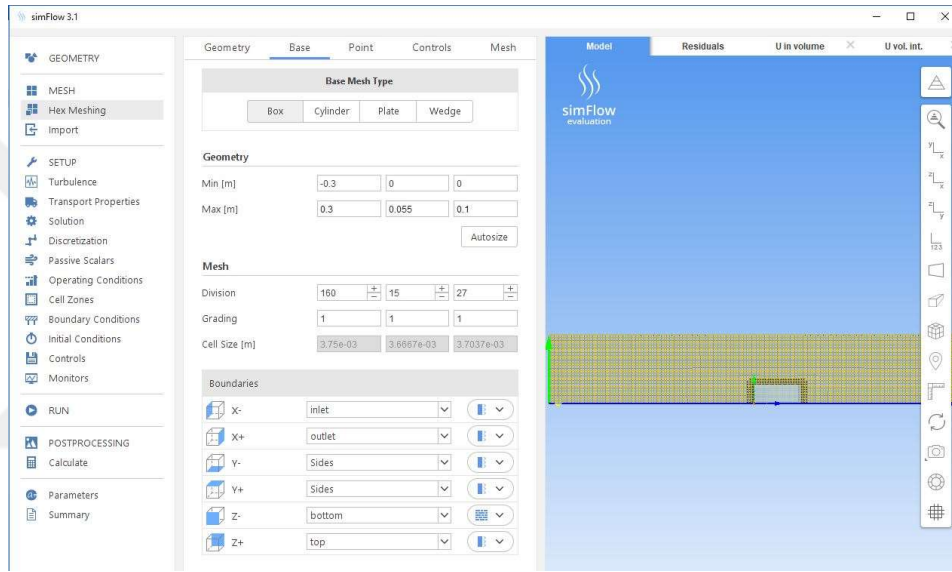 simFlow 3.1
GEOMETRY
MESH
Hex Meshing
Import
SETUP
Turbulence
Transport Properties
Solution
Discretization
Passive Scalars
Operating Conditions
Cell Zones
Boundary Conditions
Initial Conditions
Controls
Monitors
RUN
POSTPROCESSING
Calculate
Parameters
Summary
Geometry Base Point Controls Mesh
Base Mesh Type
Box Cylinder Plate Wedge
Geometry
Min [m] -0.3 0 0
Max [m] 0.3 0.055 0.1
Autosize
Mesh
Division 160 15 27
Grading 1 1 1
Cell Size [m] 3.75e-03 3.6667e-03 3.7037e-03
Boundaries
X- inlet
X+ outlet
Y- Sides
Y+ Sides
Z- bottom
Z+ top
Model Residuals U in volume U vol. int.
simFlow
evaluation
y x
z x
z y
123